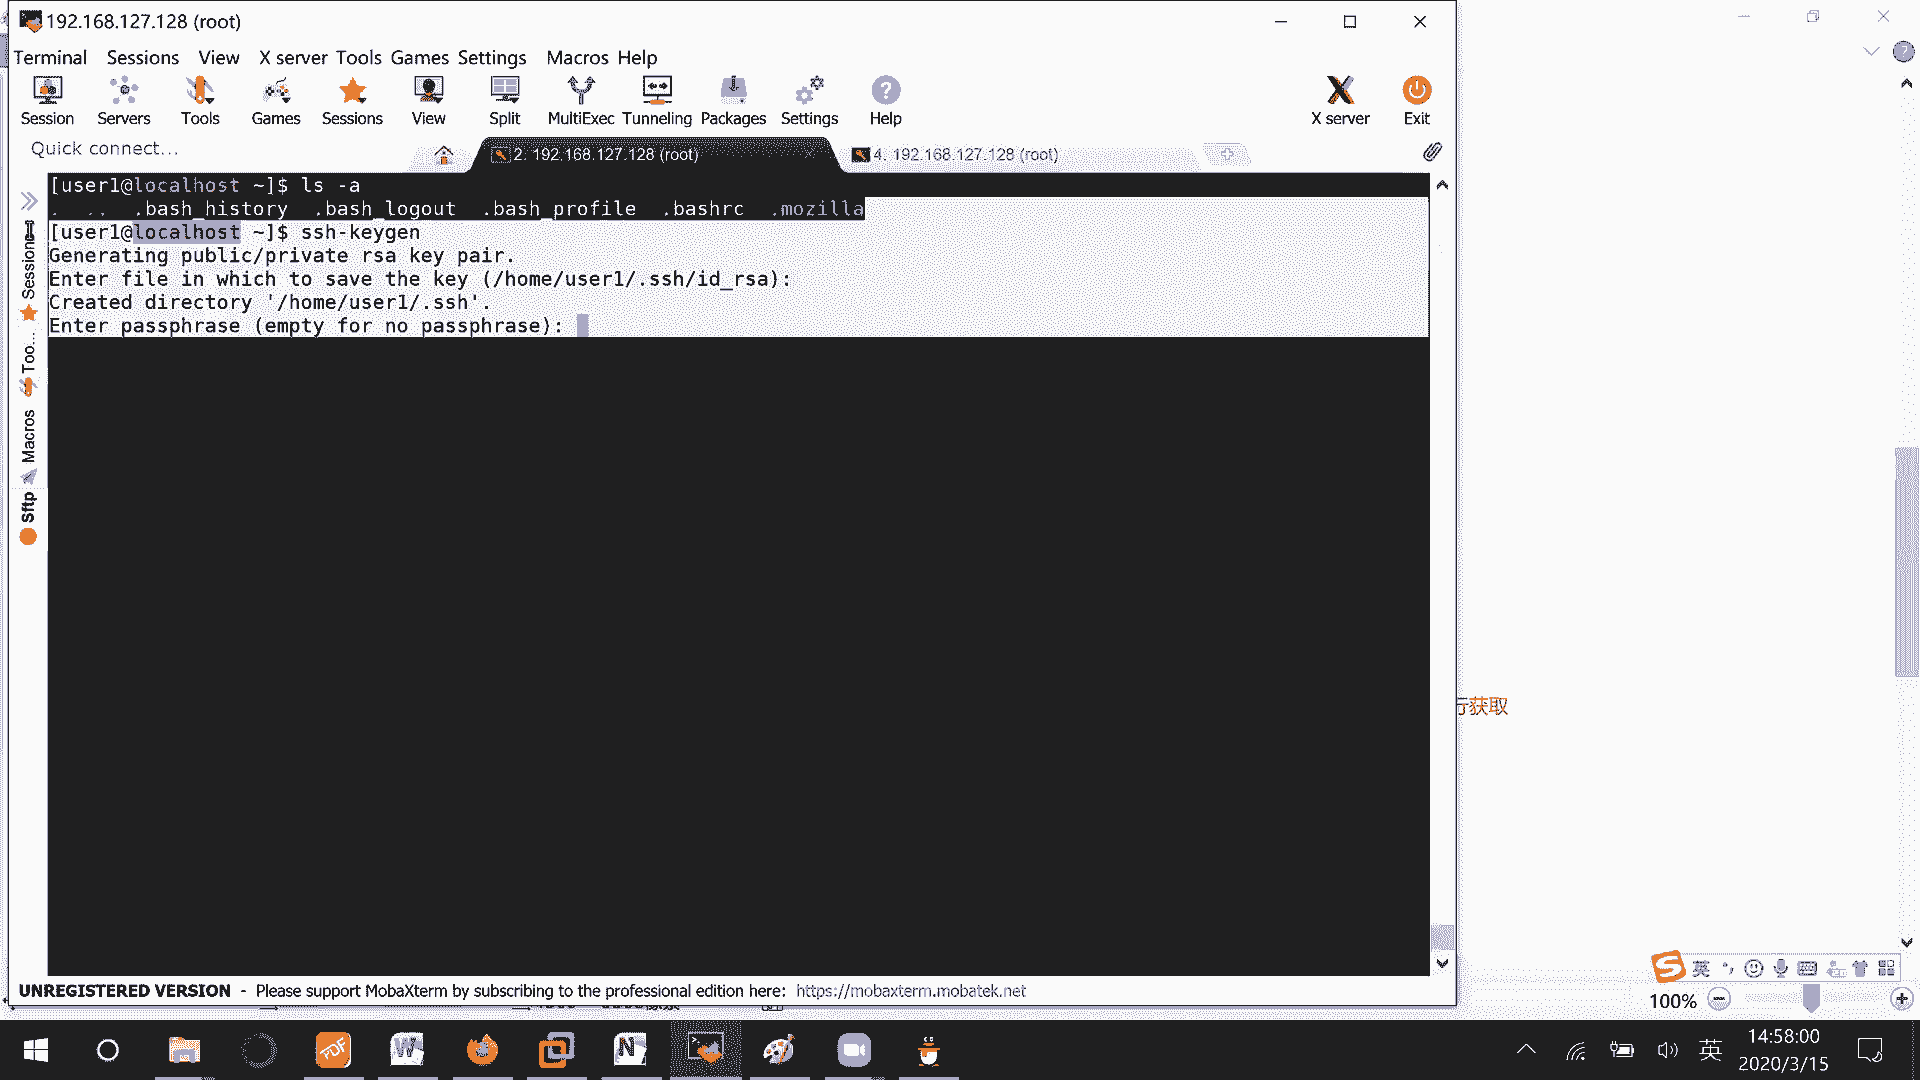 192.168.127.128 (root)
Terminal Sessions View X server Tools Games Settings Macros Help
Session Servers Tools Games Sessions View Split MultiExec Tunneling Packages Settings Help X server Exit
Quick connect...
2. 192.168.127.128 (root)
4. 192.168.127.128 (root)
[user1@localhost ~]$ ls -a
. .. .bash_history .bash_logout .bash_profile .bashrc .mozilla
[user1@localhost ~]$ ssh-keygen
Generating public/private rsa key pair.
Enter file in which to save the key (/home/user1/.ssh/id_rsa):
Created directory '/home/user1/.ssh'.
Enter passphrase (empty for no passphrase):
Sessions
Too...
Macros
Sftp
行获取
英
100%
UNREGISTERED VERSION - Please support MobaXterm by subscribing to the professional edition here: https://mobaxterm.mobatek.net
英
14:58:00
2020/3/15